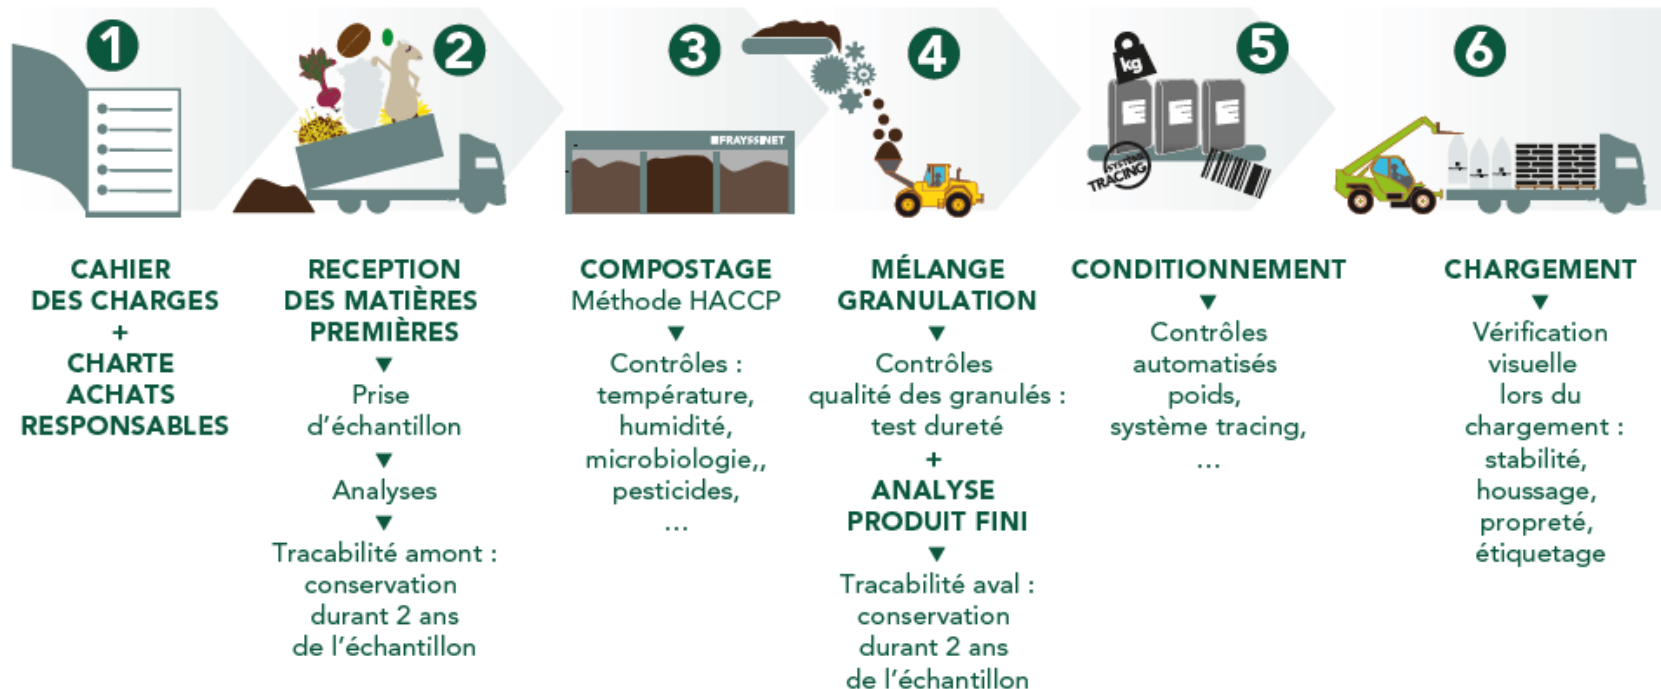 1
CAHIER
DES CHARGES
+
CHARTE
ACHATS
RESPONSABLES
2
RECEPTION
DES MATIÈRES
PREMIÈRES
Prise
d'échantillon
Analyses
Tracabilité amont :
conservation
durant 2 ans
de l'échantillon
3
FRAYSSINET
COMPOSTAGE
Méthode HACCP
Contrôles :
température,
humidité,
microbiologie,,
pesticides,
...
4
MÉLANGE
GRANULATION
Contrôles
qualité des granulés :
test dureté
+
ANALYSE
PRODUIT FINI
Tracabilité aval :
conservation
durant 2 ans
de l'échantillon
5
kg
SYSTÈME
TRACING
CONDITIONNEMENT
Contrôles
automatisés
poids,
système tracing,
...
6
CHARGEMENT
Vérification
visuelle
lors du
chargement :
stabilité,
houssage,
propreté,
étiquetage